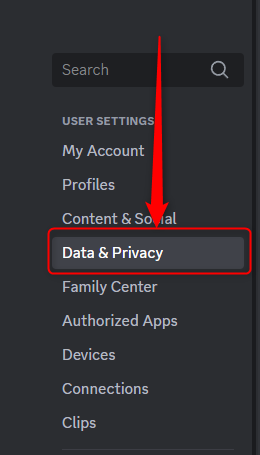 Search
USER SETTINGS
My Account
Profiles
Content & Social
Data & Privacy
Family Center
Authorized Apps
Devices
Connections
Clips